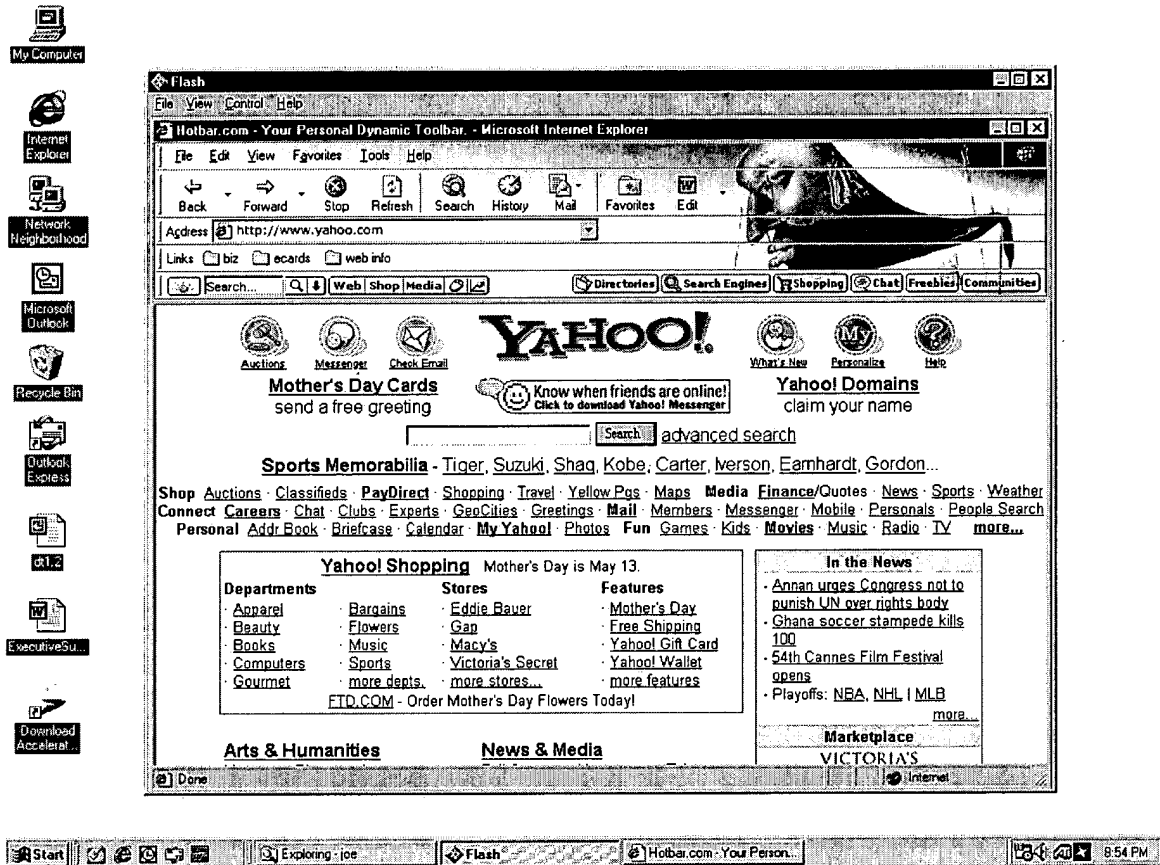 My Computer
Internet Explorer
Network Neighborhood
Microsoft Outlook
Recycle Bin
Outlook Express
dt1.2
ExecutiveSu...
Download Accelerat...
Flash
File View Control Help
Hotbar.com - Your Personal Dynamic Toolbar. - Microsoft Internet Explorer
File Edit View Favorites Tools Help
Back Forward Stop Refresh Search History Mail Favorites Edit
Address http://www.yahoo.com
Links biz ecards web info
Search... Web Shop Media Directories Search Engines Shopping Chat Freebies Communities
YAHOO!
Auctions Messenger Check Email What's New Personalize Help
My
Mother's Day Cards
send a free greeting
Know when friends are online!
Click to download Yahoo! Messenger
Yahoo! Domains
claim your name
Search advanced search
Sports Memorabilia - Tiger, Suzuki, Shaq, Kobe, Carter, Iverson, Earnhardt, Gordon...
Shop Auctions · Classifieds · PayDirect · Shopping · Travel · Yellow Pgs · Maps Media Finance/Quotes · News · Sports · Weather
Connect Careers · Chat · Clubs · Experts · GeoCities · Greetings · Mail · Members · Messenger · Mobile · Personals · People Search
Personal Addr Book · Briefcase · Calendar · My Yahoo! · Photos Fun Games · Kids · Movies · Music · Radio · TV more...
Yahoo! Shopping Mother's Day is May 13.
Departments Stores Features
· Apparel · Bargains · Eddie Bauer · Mother's Day
· Beauty · Flowers · Gap · Free Shipping
· Books · Music · Macy's · Yahoo! Gift Card
· Computers · Sports · Victoria's Secret · Yahoo! Wallet
· Gourmet · more depts. · more stores... · more features
FTD.COM - Order Mother's Day Flowers Today!
In the News
· Annan urges Congress not to
punish UN over rights body
· Ghana soccer stampede kills
100
· 54th Cannes Film Festival
opens
· Playoffs: NBA, NHL | MLB
more...
Marketplace
VICTORIA'S
Arts & Humanities News & Media
Done Internet
Start Exploring - joe Flash Hotbar.com - Your Person... 8:54 PM